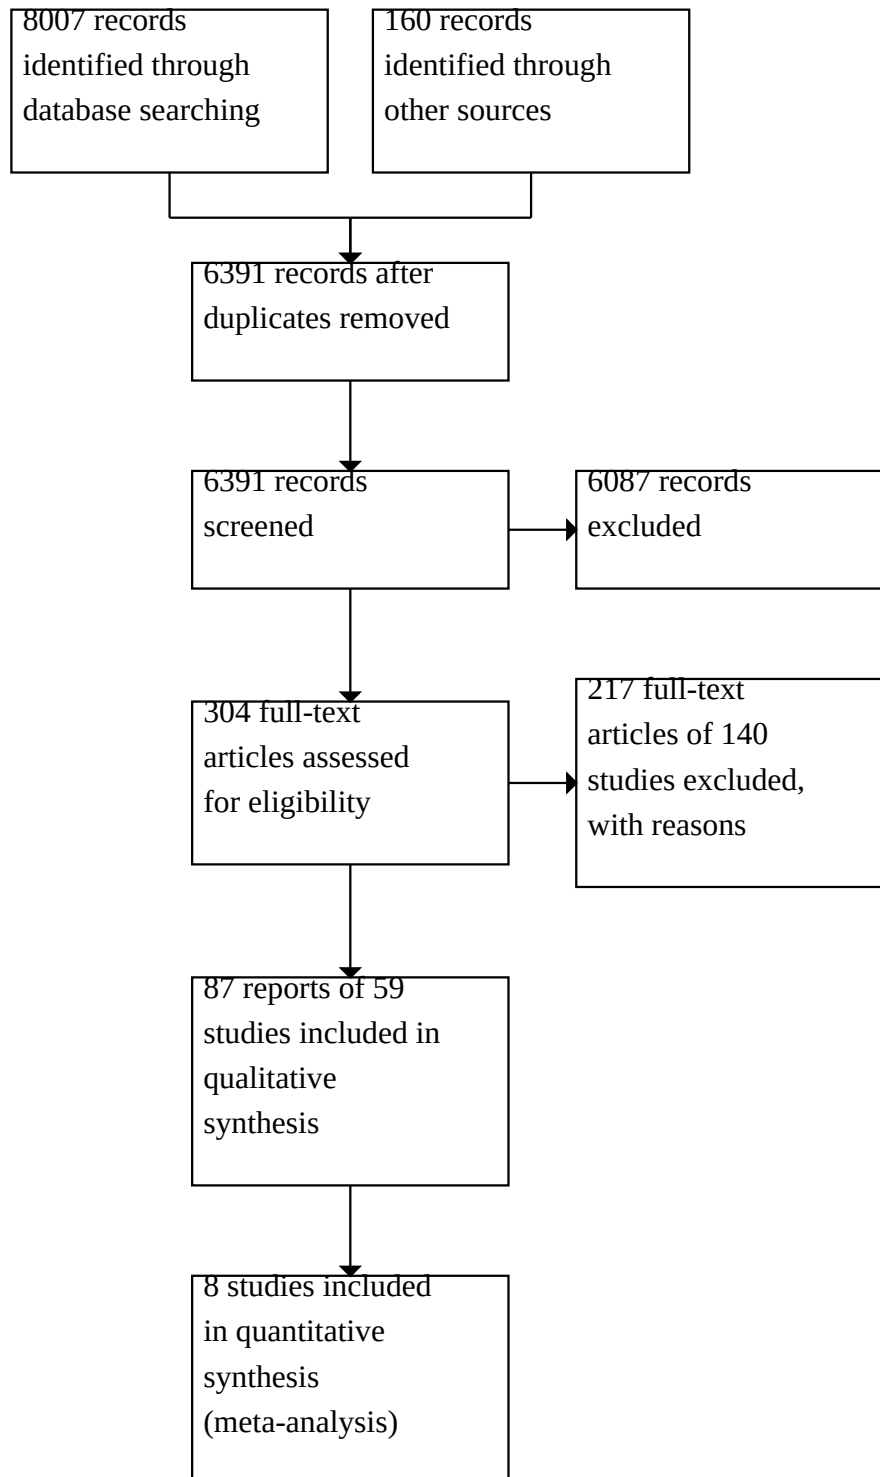 8007 records
identified through
database searching
160 records
identified through
other sources
6391 records after
duplicates removed
6391 records
screened
6087 records
excluded
304 full-text
articles assessed
for eligibility
217 full-text
articles of 140
studies excluded,
with reasons
87 reports of 59
studies included in
qualitative
synthesis
8 studies included
in quantitative
synthesis
(meta-analysis)